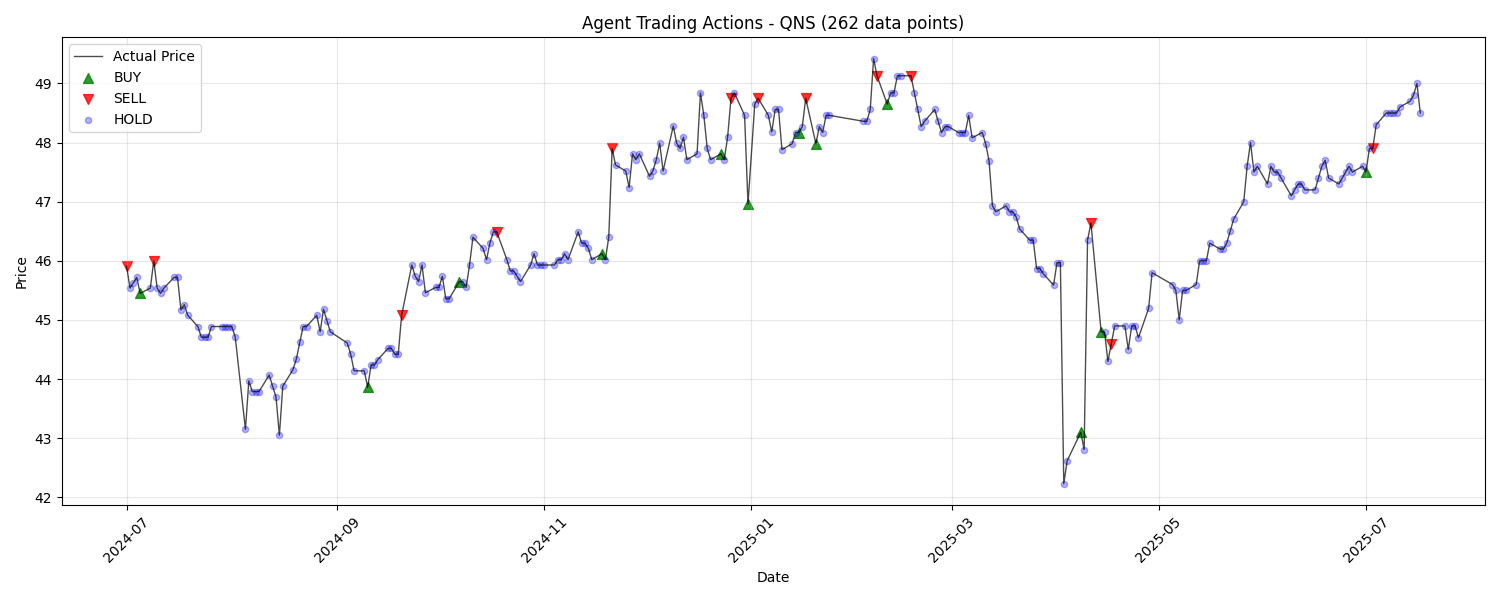 Agent Trading Actions - QNS (262 data points)
Actual Price
BUY
SELL
HOLD
Price
49
48
47
46
45
44
43
42
2024-07
2024-09
2024-11
2025-01
2025-03
2025-05
2025-07
Date